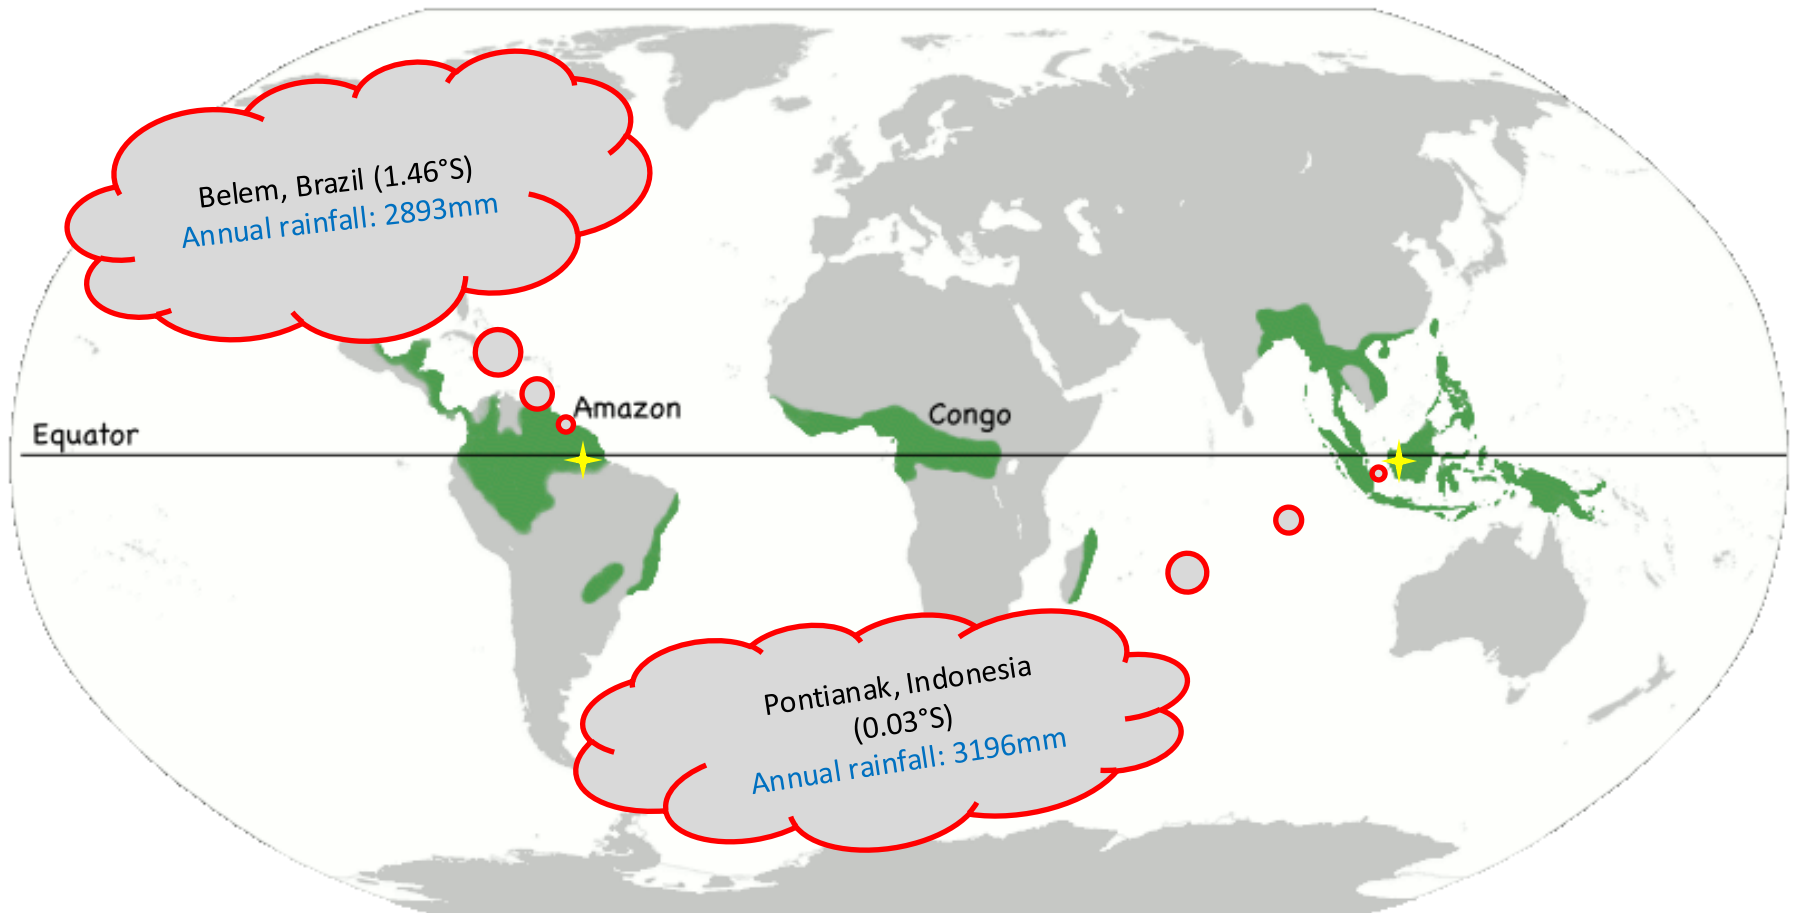 Belem, Brazil (1.46°S)
Annual rainfall: 2893mm
Amazon
Congo
Equator
Pontianak, Indonesia
(0.03°S)
Annual rainfall: 3196mm